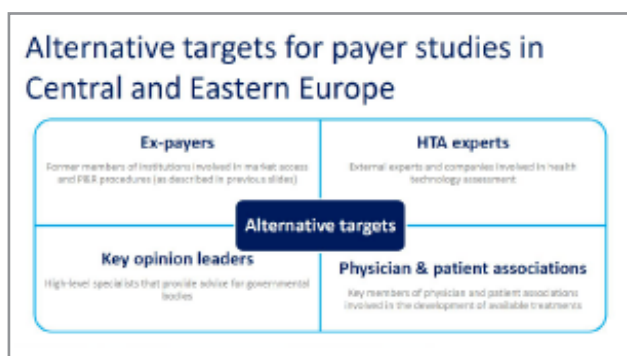 Alternative targets for payer studies in
Central and Eastern Europe
Ex-payers
Former members of institutions involved in market access
and P&R procedures (as described in previous slides)
HTA experts
External experts and companies involved in health
technology assessment
Alternative targets
Key opinion leaders
High-level specialists that provide advise for governmental
bodies
Physician & patient associations
Key members of physician and patient associations
involved in the development of available treatments